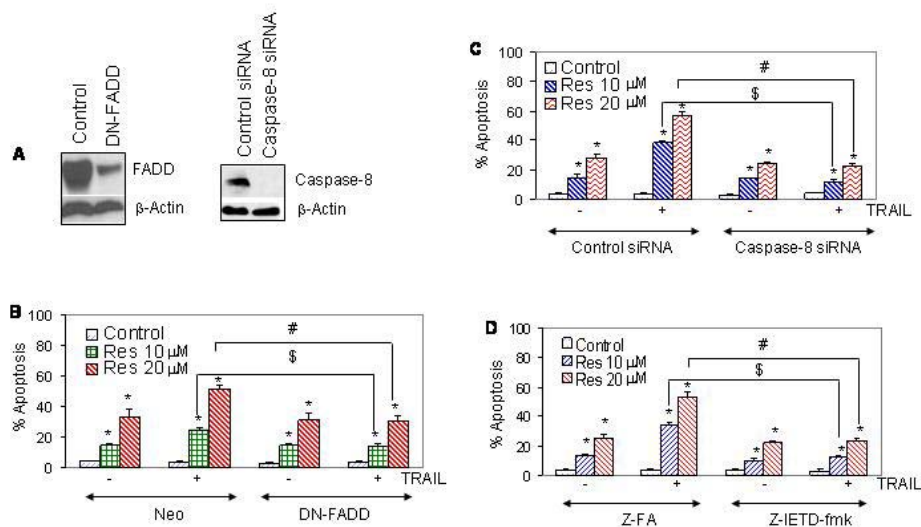 A
Control
DN-FADD
FADD
β-Actin
Control siRNA
Caspase-8 siRNA
Caspase-8
β-Actin
B
% Apoptosis
100
80
60
40
20
0
Control
Res 10 μM
Res 20 μM
#
$
* * * * * * * *
- + - + TRAIL
Neo DN-FADD
C
% Apoptosis
100
80
60
40
20
0
Control
Res 10 μM
Res 20 μM
#
$
* * * * * * * *
- + - + TRAIL
Control siRNA Caspase-8 siRNA
D
% Apoptosis
100
80
60
40
20
0
Control
Res 10 μM
Res 20 μM
#
$
* * * * * * * *
- + - + TRAIL
Z-FA Z-IETD-fmk